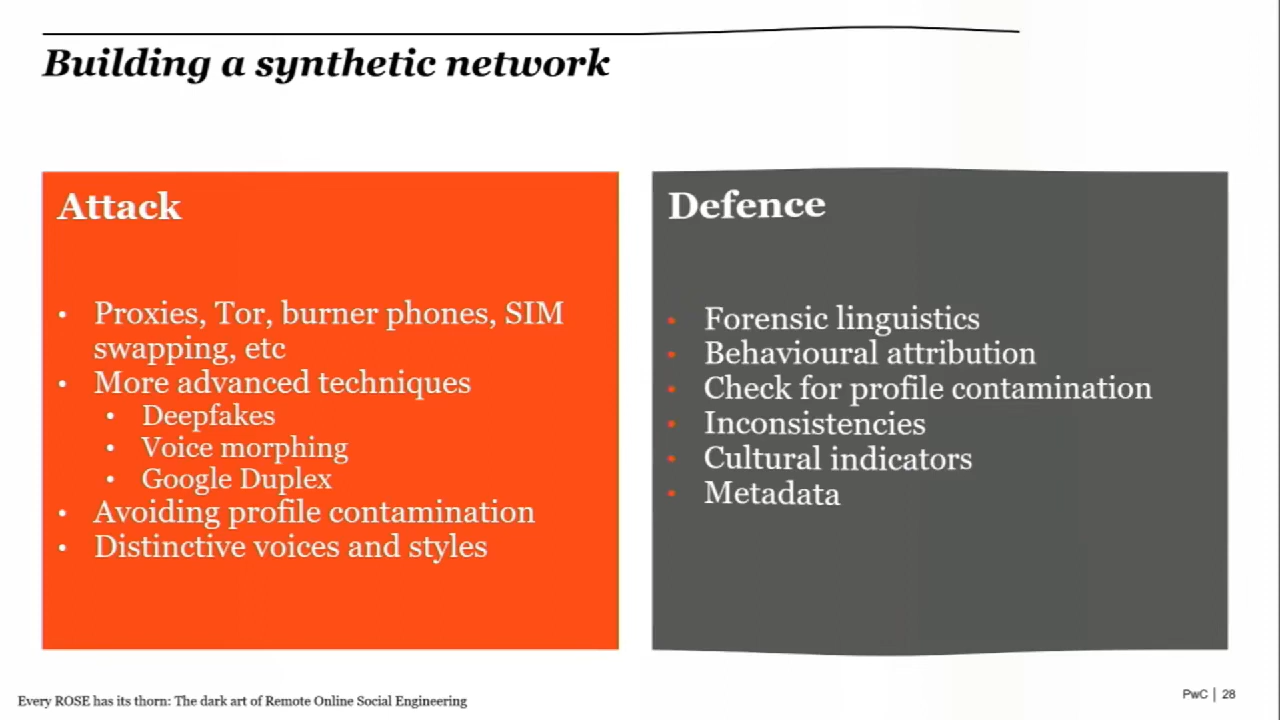 Building a synthetic network
Attack
• Proxies, Tor, burner phones, SIM
swapping, etc
• More advanced techniques
• Deepfakes
• Voice morphing
• Google Duplex
• Avoiding profile contamination
• Distinctive voices and styles
Defence
• Forensic linguistics
• Behavioural attribution
• Check for profile contamination
• Inconsistencies
• Cultural indicators
• Metadata
Every ROSE has its thorn: The dark art of Remote Online Social Engineering
PwC | 28